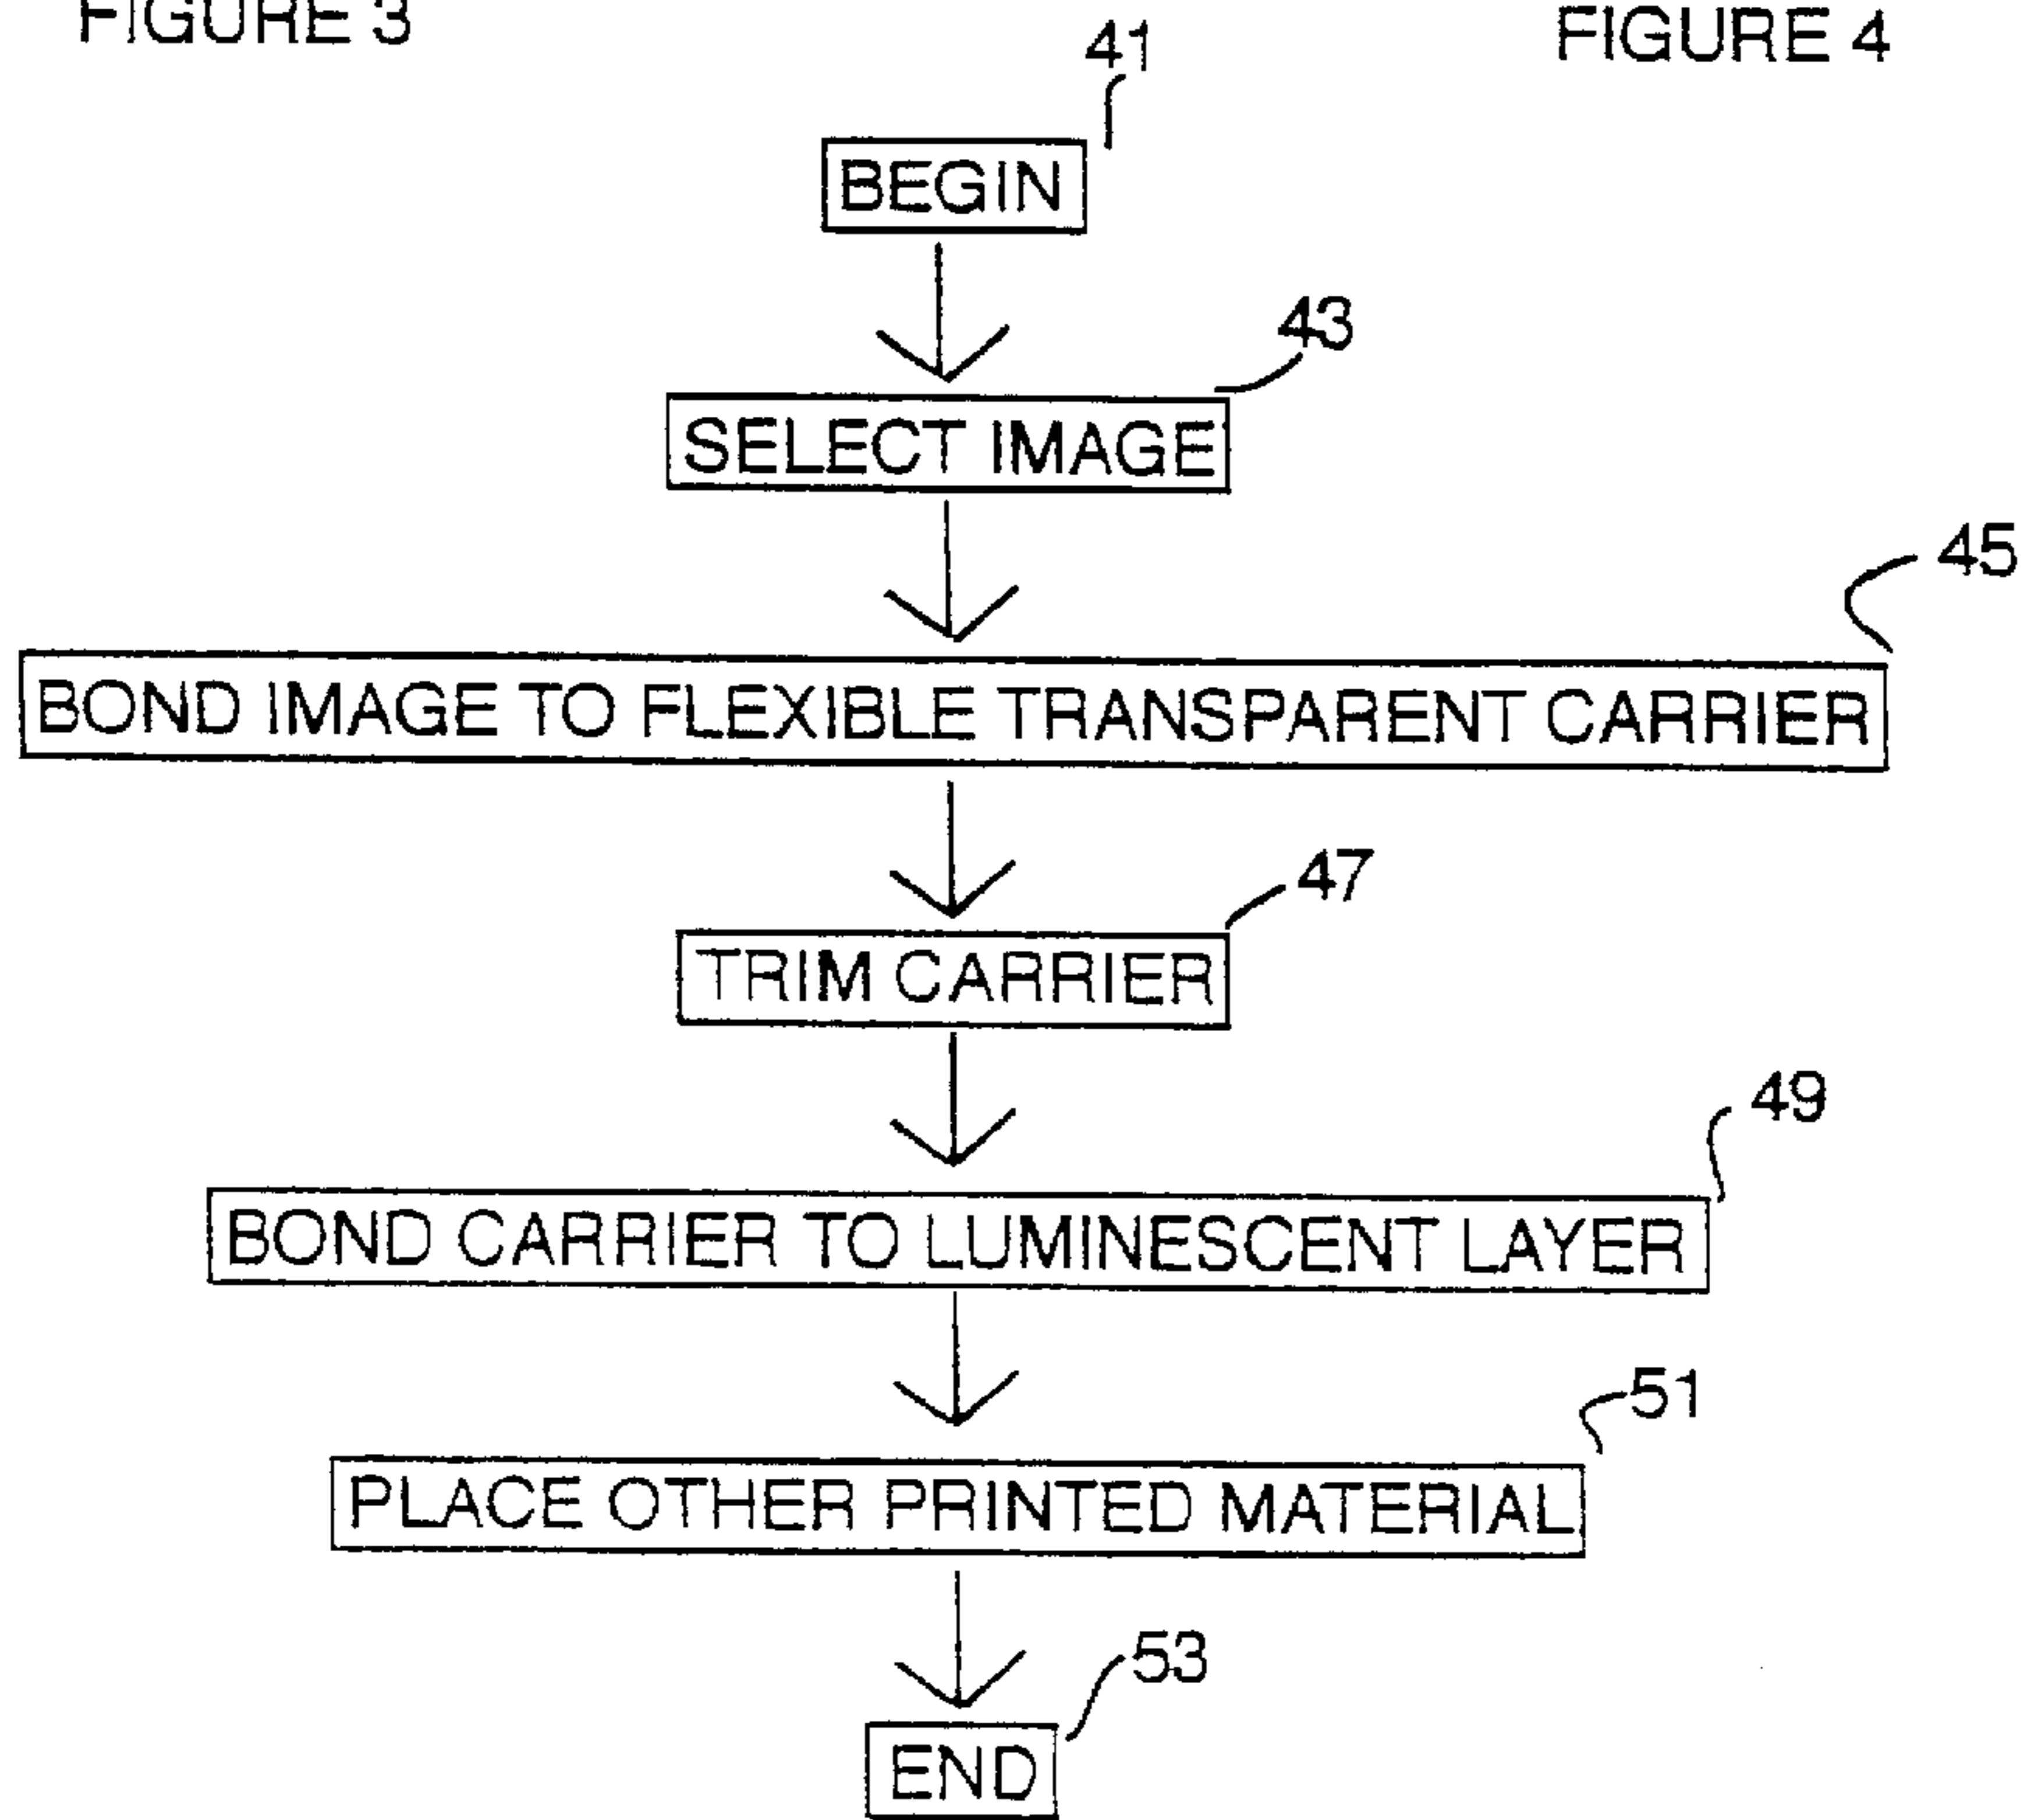 FIGURE 3
FIGURE 4
41
BEGIN
43
SELECT IMAGE
45
BOND IMAGE TO FLEXIBLE TRANSPARENT CARRIER
47
TRIM CARRIER
49
BOND CARRIER TO LUMINESCENT LAYER
51
PLACE OTHER PRINTED MATERIAL
53
END